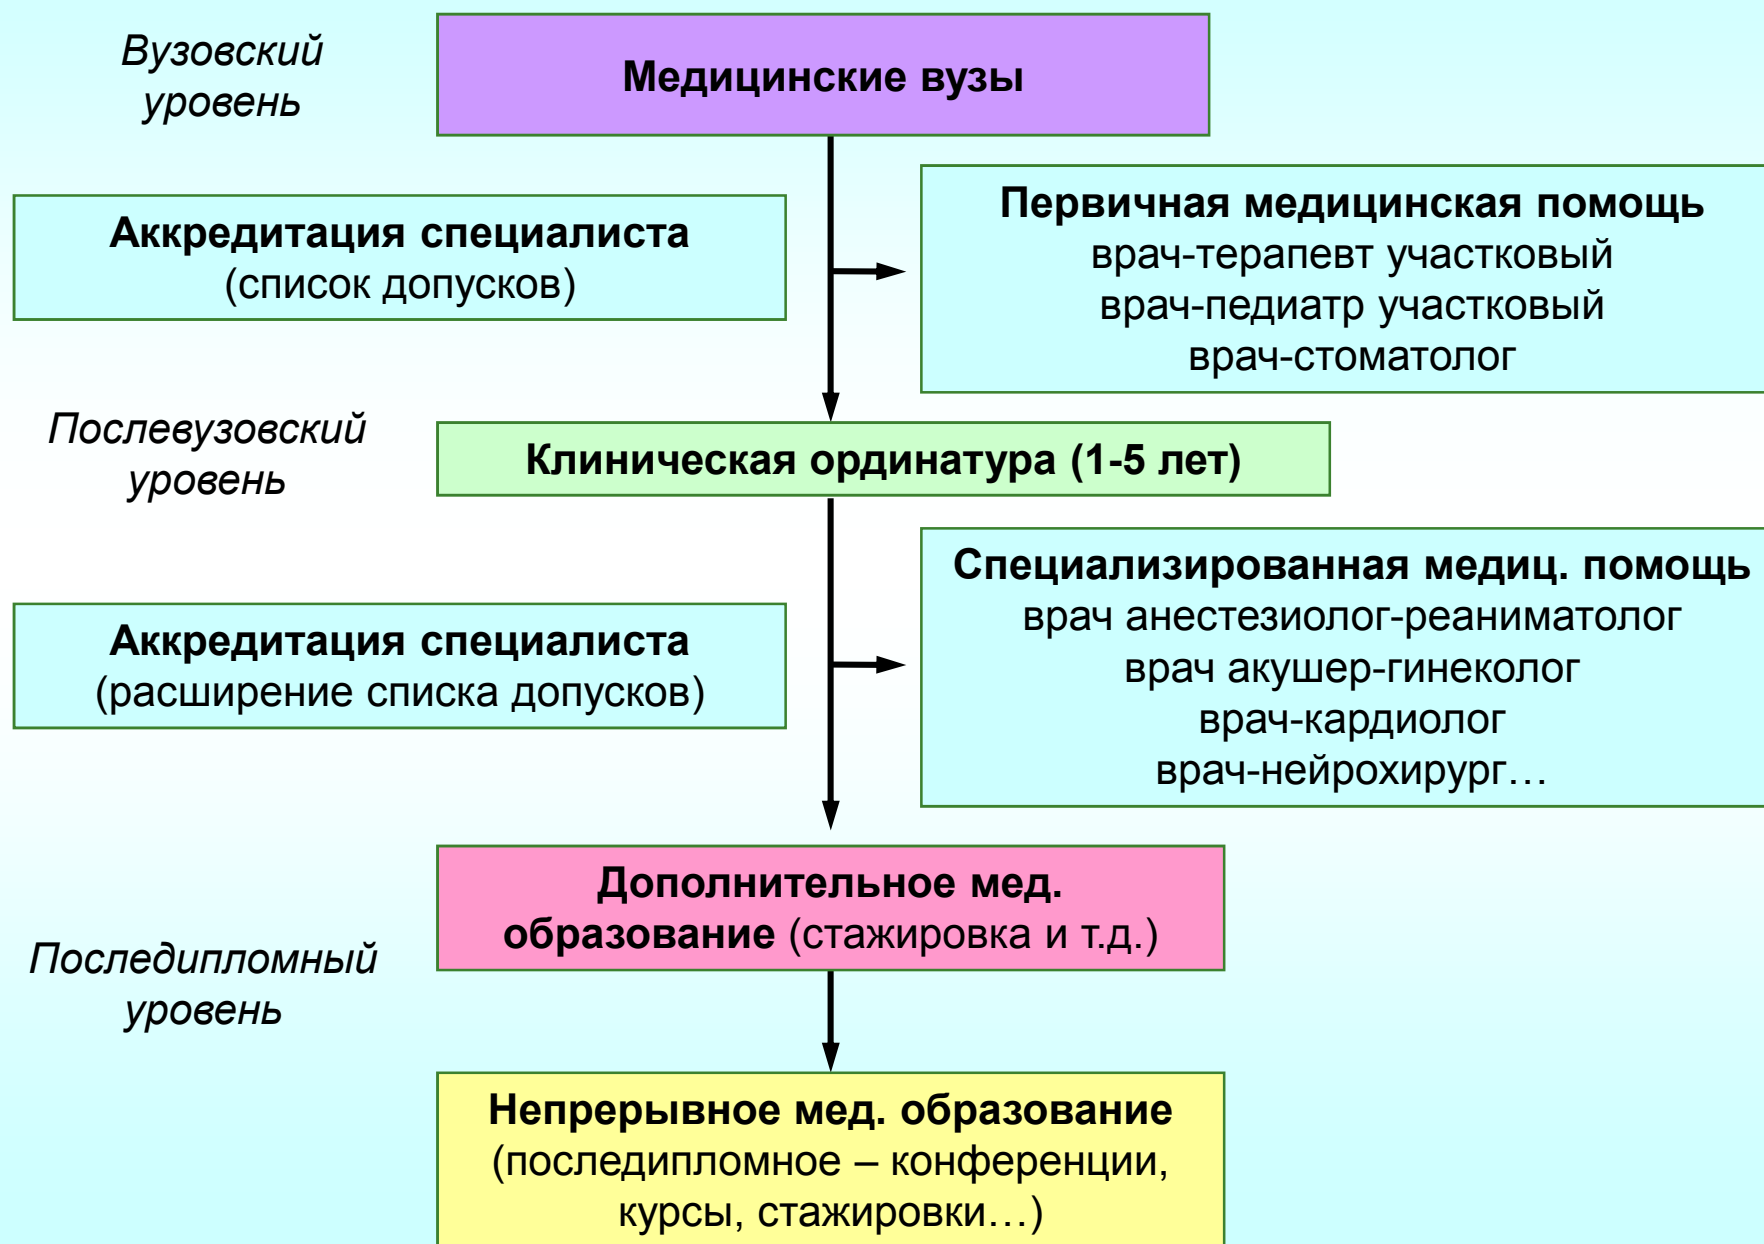 Вузовский
уровень
Медицинские вузы
Аккредитация специалиста
(список допусков)
Первичная медицинская помощь
врач-терапевт участковый
врач-педиатр участковый
врач-стоматолог
Послевузовский
уровень
Клиническая ординатура (1-5 лет)
Аккредитация специалиста
(расширение списка допусков)
Специализированная медиц. помощь
врач анестезиолог-реаниматолог
врач акушер-гинеколог
врач-кардиолог
врач-нейрохирург…
Последипломный
уровень
Дополнительное мед.
образование (стажировка и т.д.)
Непрерывное мед. образование
(последипломное – конференции,
курсы, стажировки…)